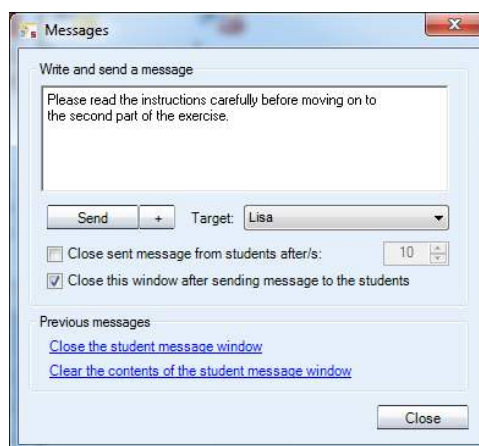 Messages
Write and send a message
Please read the instructions carefully before moving on to
the second part of the exercise.
Send + Target: Lisa
Close sent message from students after/s: 10
Close this window after sending message to the students
Previous messages
Close the student message window
Clear the contents of the student message window
Close